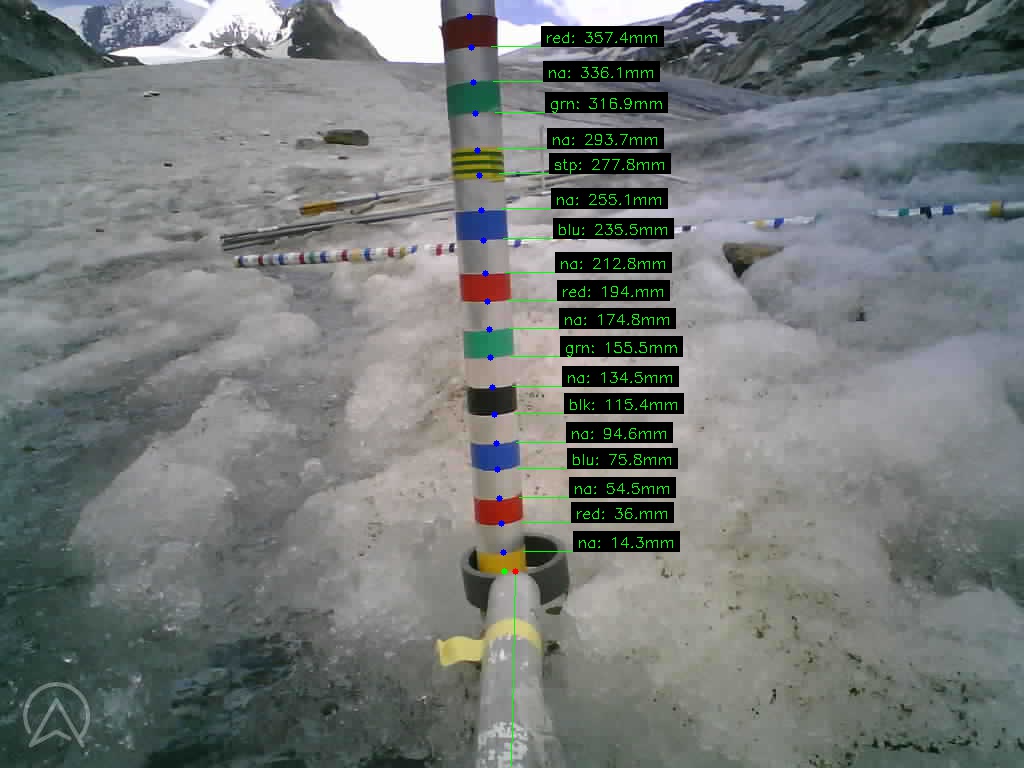 red: 357.4mm
na: 336.1mm
grn: 316.9mm
na: 293.7mm
stp: 277.8mm
na: 255.1mm
blu: 235.5mm
na: 212.8mm
red: 194.mm
na: 174.8mm
grn: 155.5mm
na: 134.5mm
blk: 115.4mm
na: 94.6mm
blu: 75.8mm
na: 54.5mm
red: 36.mm
na: 14.3mm